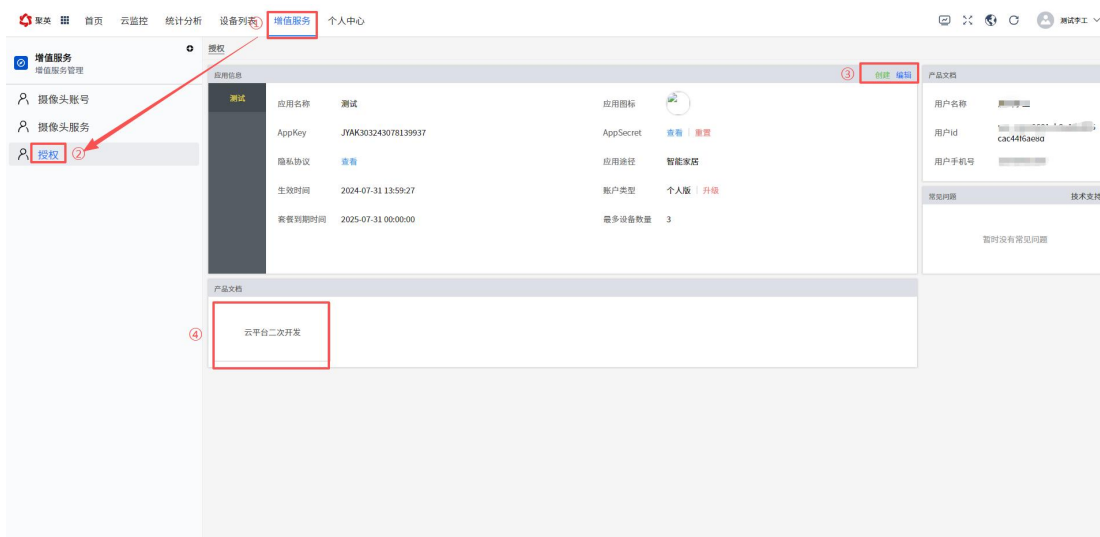 聚英 首页 云监控 统计分析 设备列表 ① 增值服务 个人中心 测试李工
增值服务
增值服务管理
摄像头账号
摄像头服务
授权 ②
授权
应用信息 ③ 创建 编辑
测试
应用名称 测试 应用图标
AppKey JYAK303243078139937 AppSecret 查看 | 重置
隐私协议 查看 应用途径 智能家居
生效时间 2024-07-31 13:59:27 账户类型 个人版 | 升级
套餐到期时间 2025-07-31 00:00:00 最多设备数量 3
产品文档
④ 云平台二次开发
产品文档
用户名称
用户id
cac44f6ae8d
用户手机号
常见问题 技术支持
暂时没有常见问题